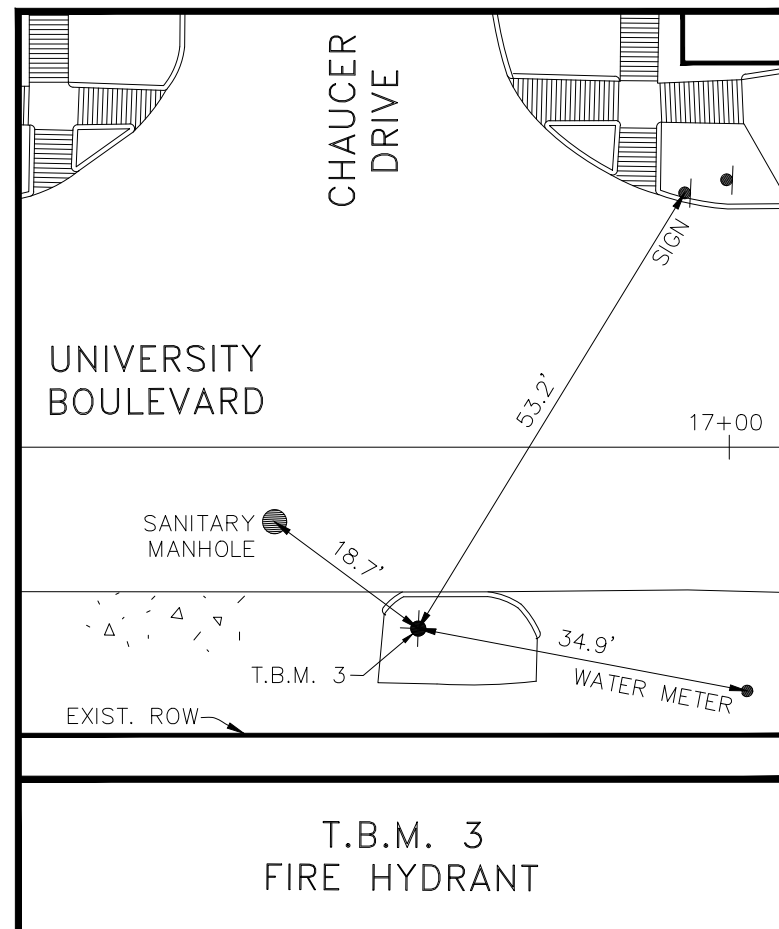 CHAUCER
DRIVE
SIGN
UNIVERSITY
BOULEVARD
53.2'
17+00
SANITARY
MANHOLE
18.7'
34.9'
T.B.M. 3
WATER METER
EXIST. ROW
T.B.M. 3
FIRE HYDRANT